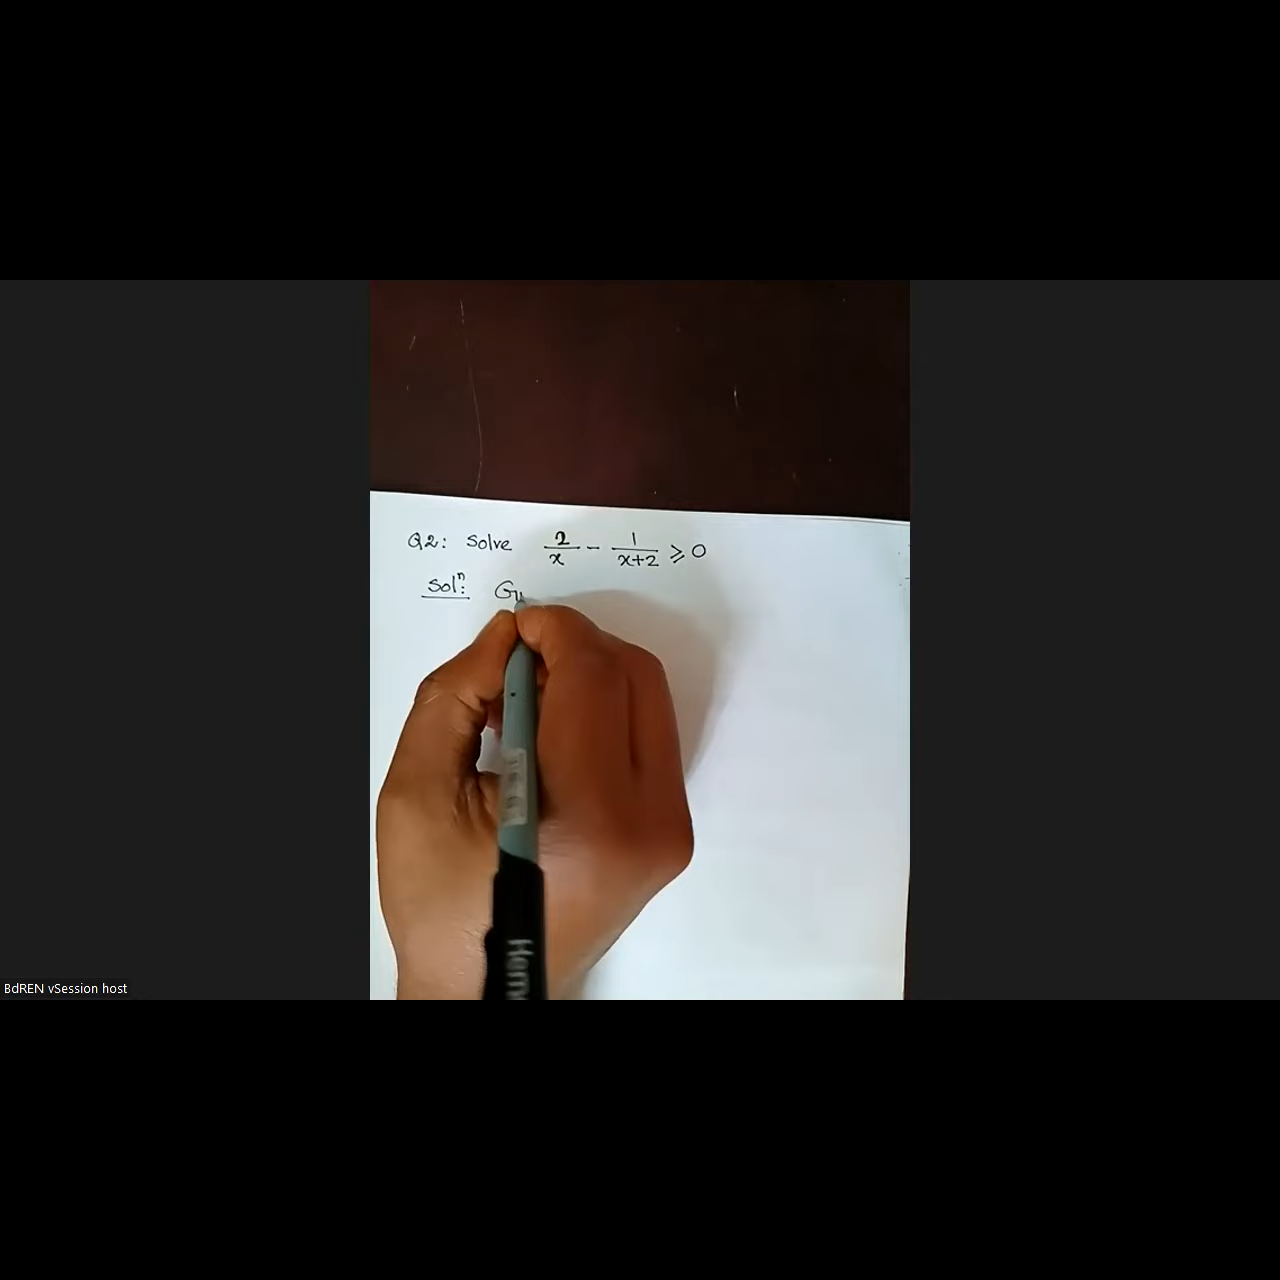 Q2: Solve 2/x - 1/x+2 ⩾ 0
Solⁿ:
BdREN vSession host